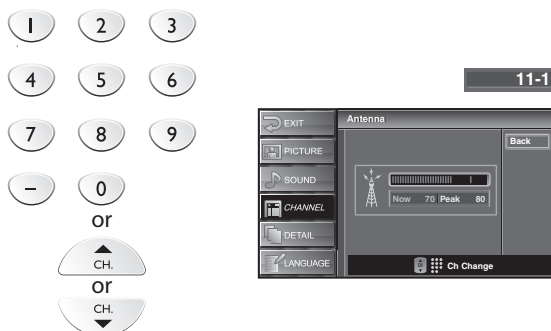 1 2 3
4 5 6
7 8 9
– 0
or
CH.
or
CH.
11-1
Antenna
EXIT
PICTURE
SOUND
CHANNEL
DETAIL
LANGUAGE
Back
Now 70 Peak 80
CH Ch Change